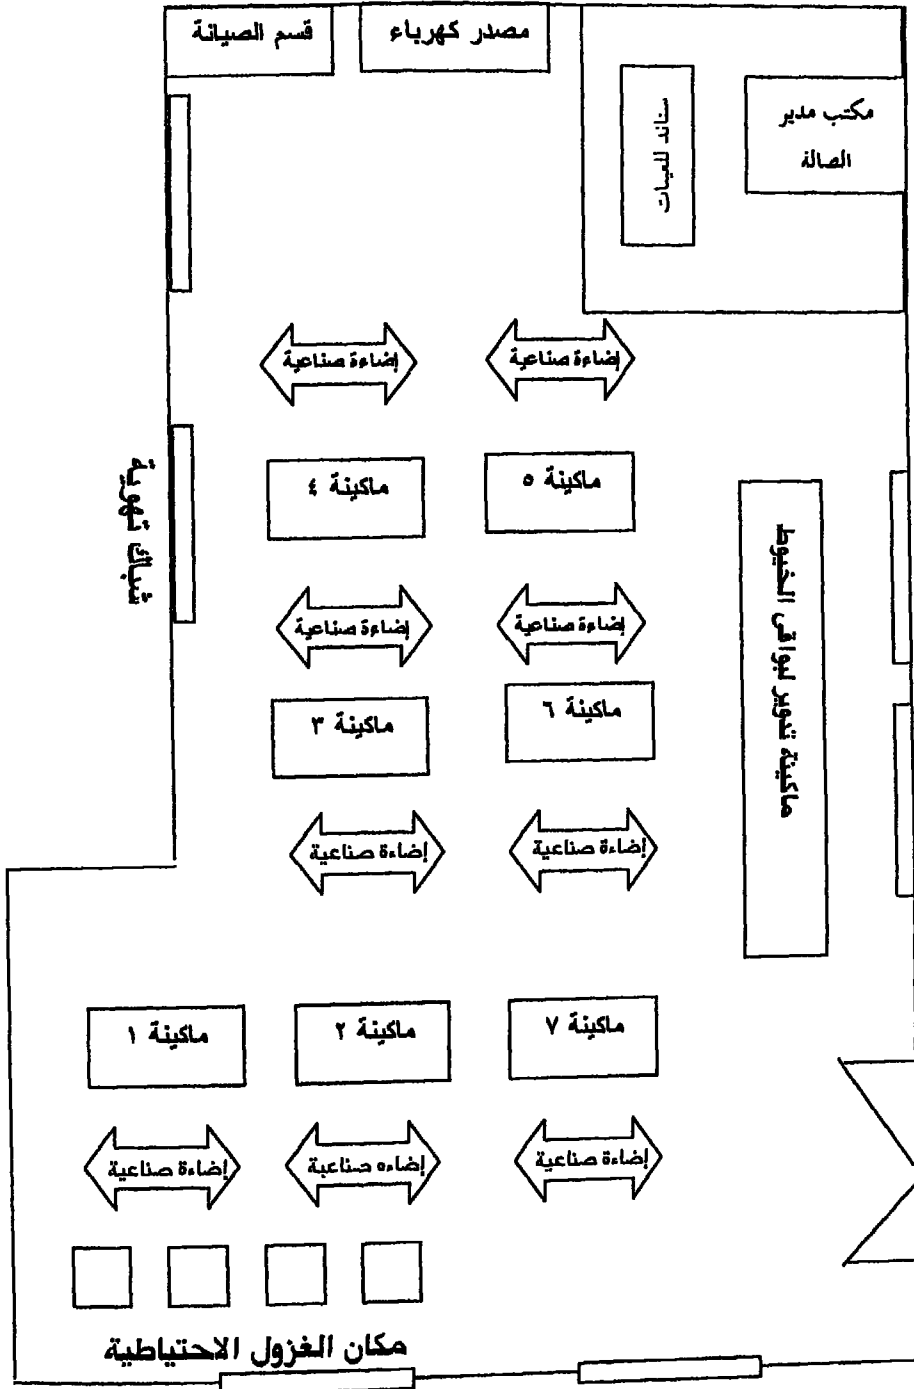 مصدر كهرباء
قسم الصيانة
مكتب مدير
الصالة
ستاند للعينات
إضاءة صناعية
إضاءة صناعية
ماكينة ٥
ماكينة ٤
شباك تهوية
ماكينة تدوير لبواقى الخيوط
إضاءة صناعية
إضاءة صناعية
ماكينة ٦
ماكينة ٣
إضاءة صناعية
إضاءة صناعية
ماكينة ٧
ماكينة ٢
ماكينة ١
إضاءة صناعية
إضاءه صناعية
إضاءة صناعية
مكان الغزول الاحتياطية